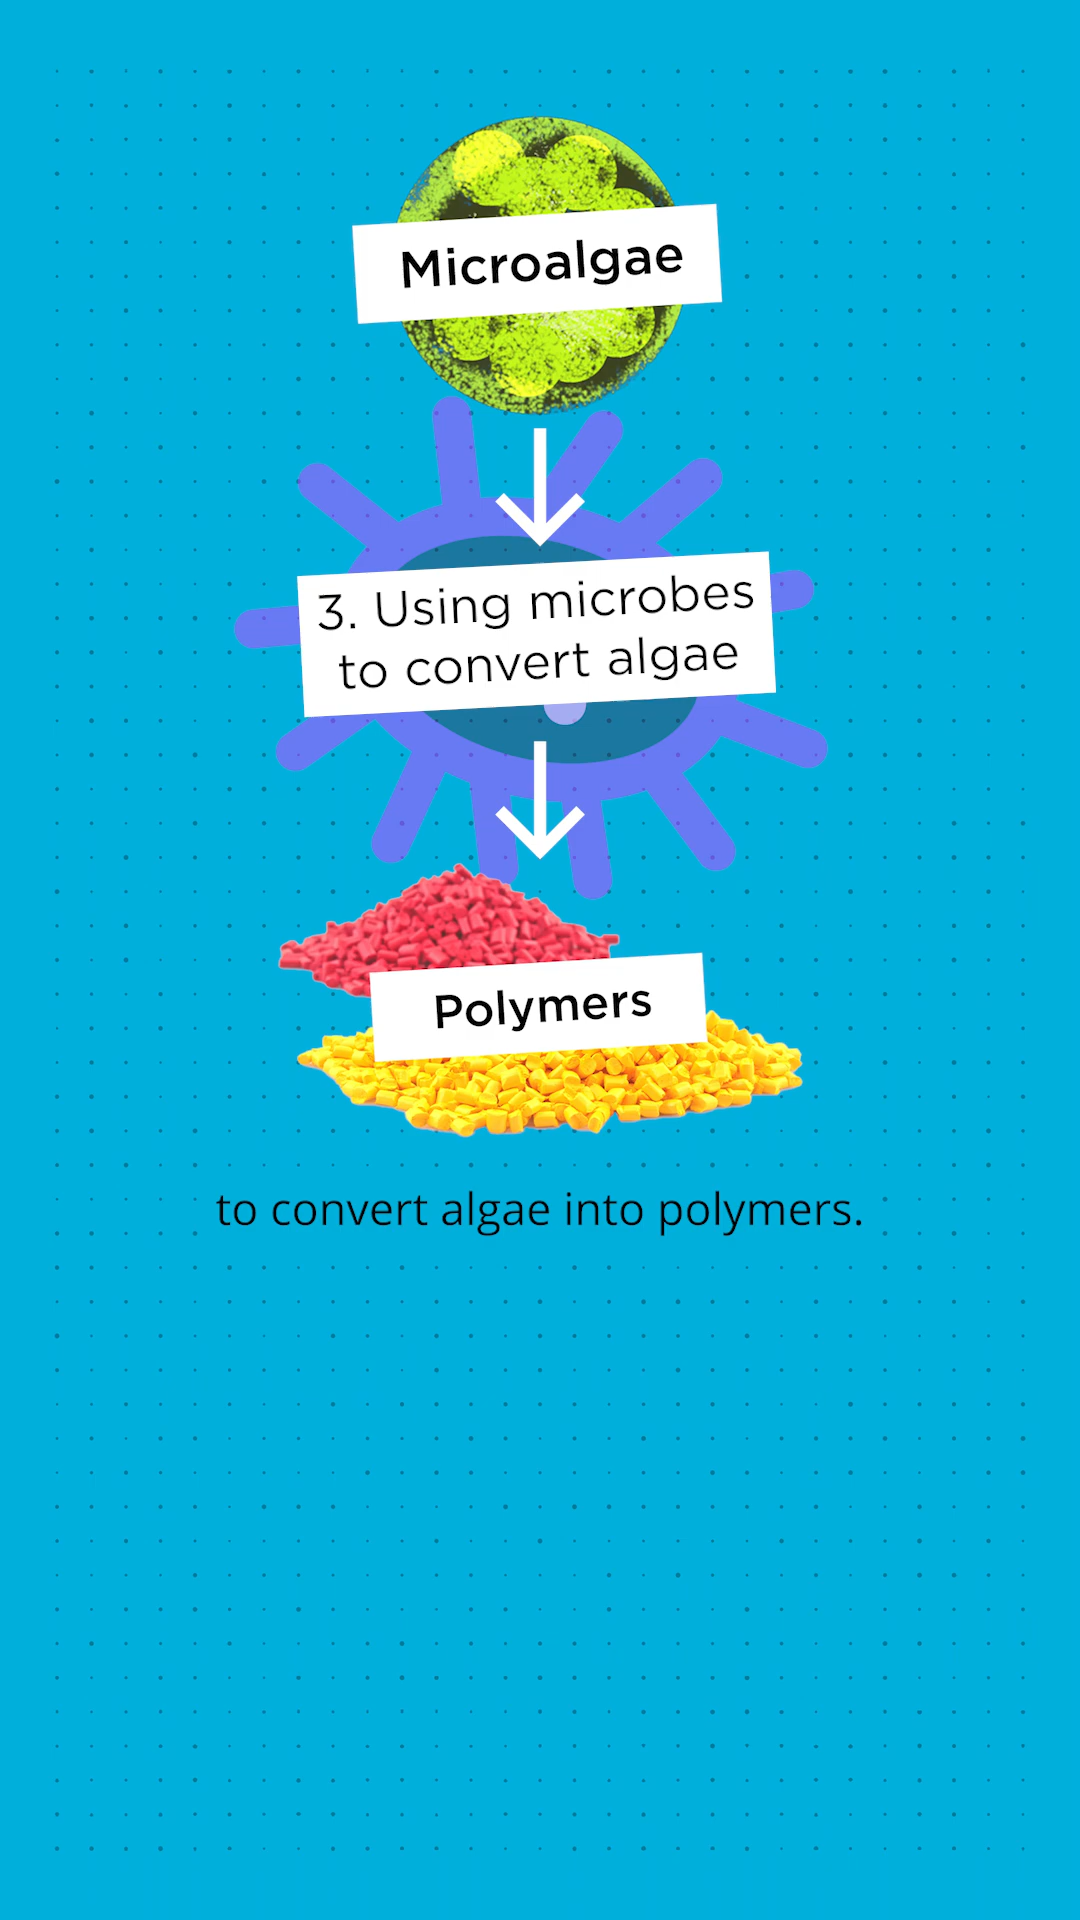 Microalgae
3. Using microbes
to convert algae
Polymers
to convert algae into polymers.